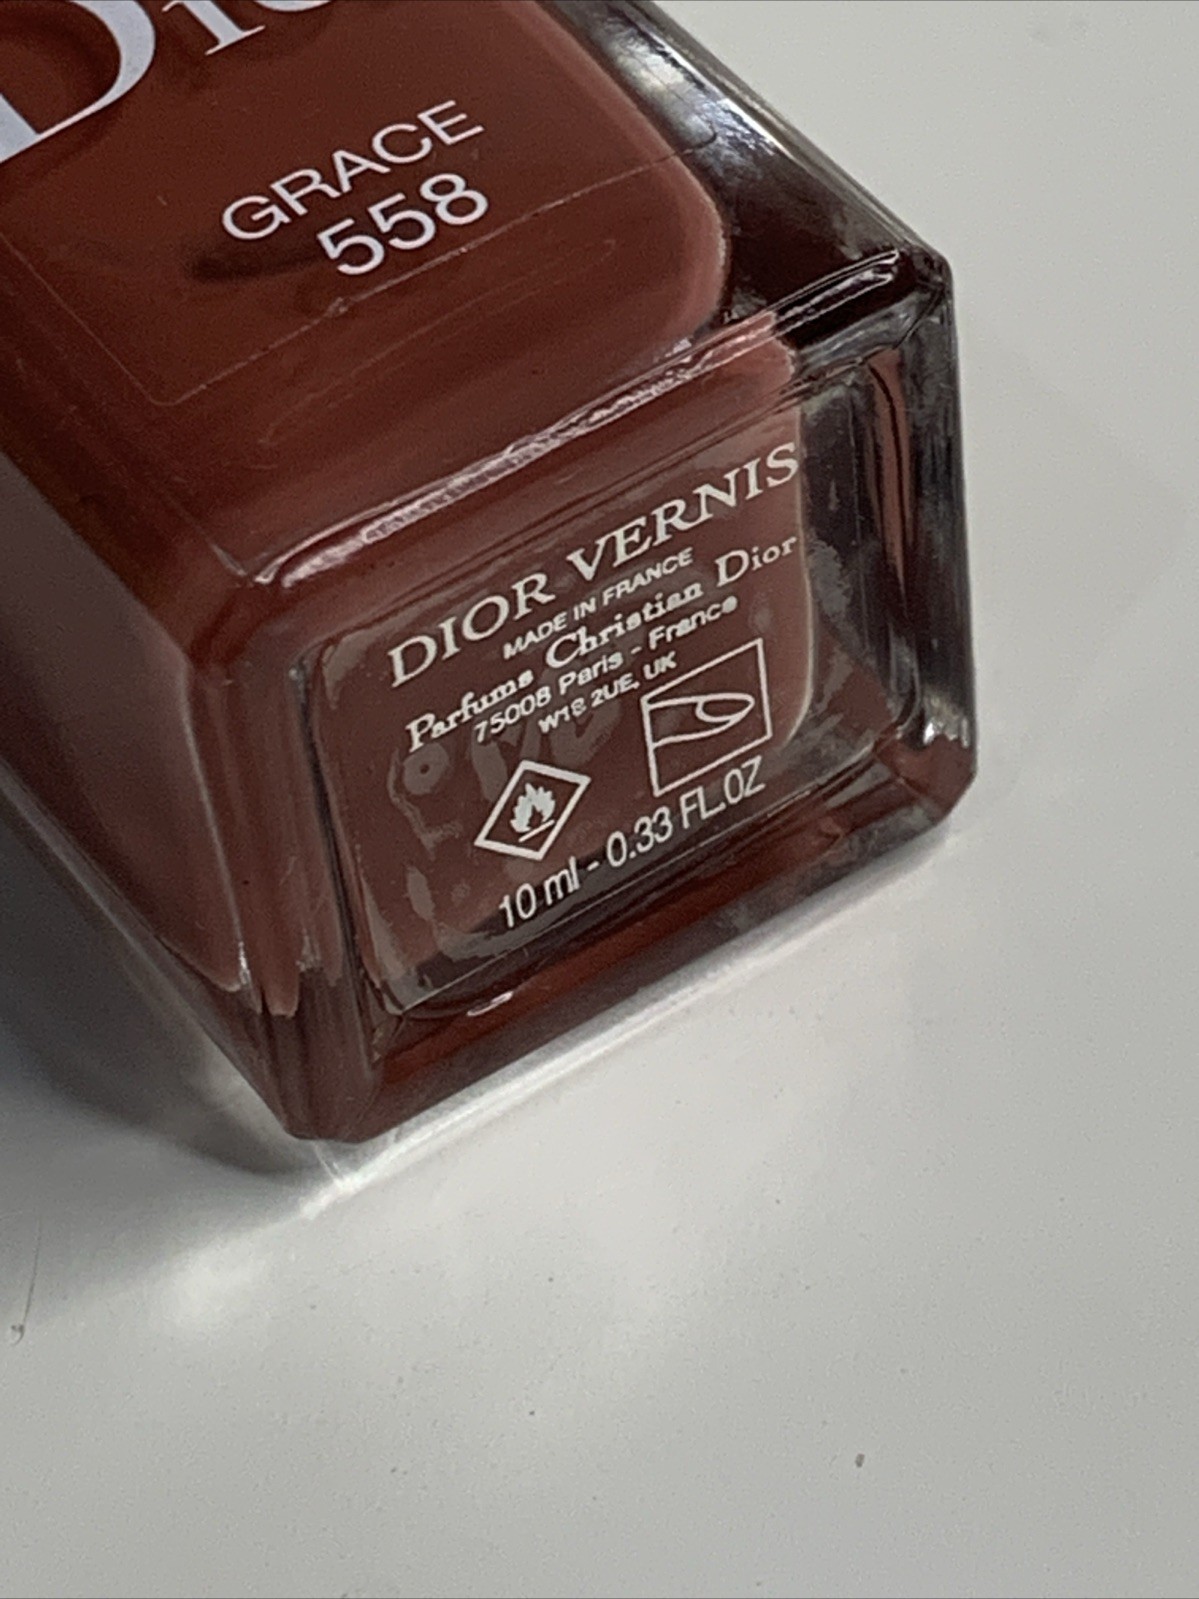 Dio
GRACE
558
DIOR VERNIS
MADE IN FRANCE
Parfums Christian Dior
75008 Paris - France
2UE, UK
10 ml - 0.33 FL.OZ